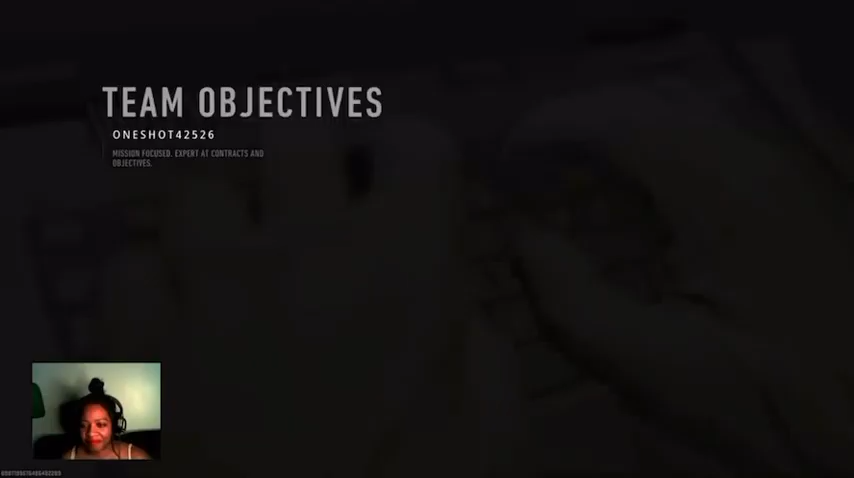 TEAM OBJECTIVES
ONESHOT42526
MISSION FOCUSED. EXPERT AT CONTRACTS AND
OBJECTIVES.